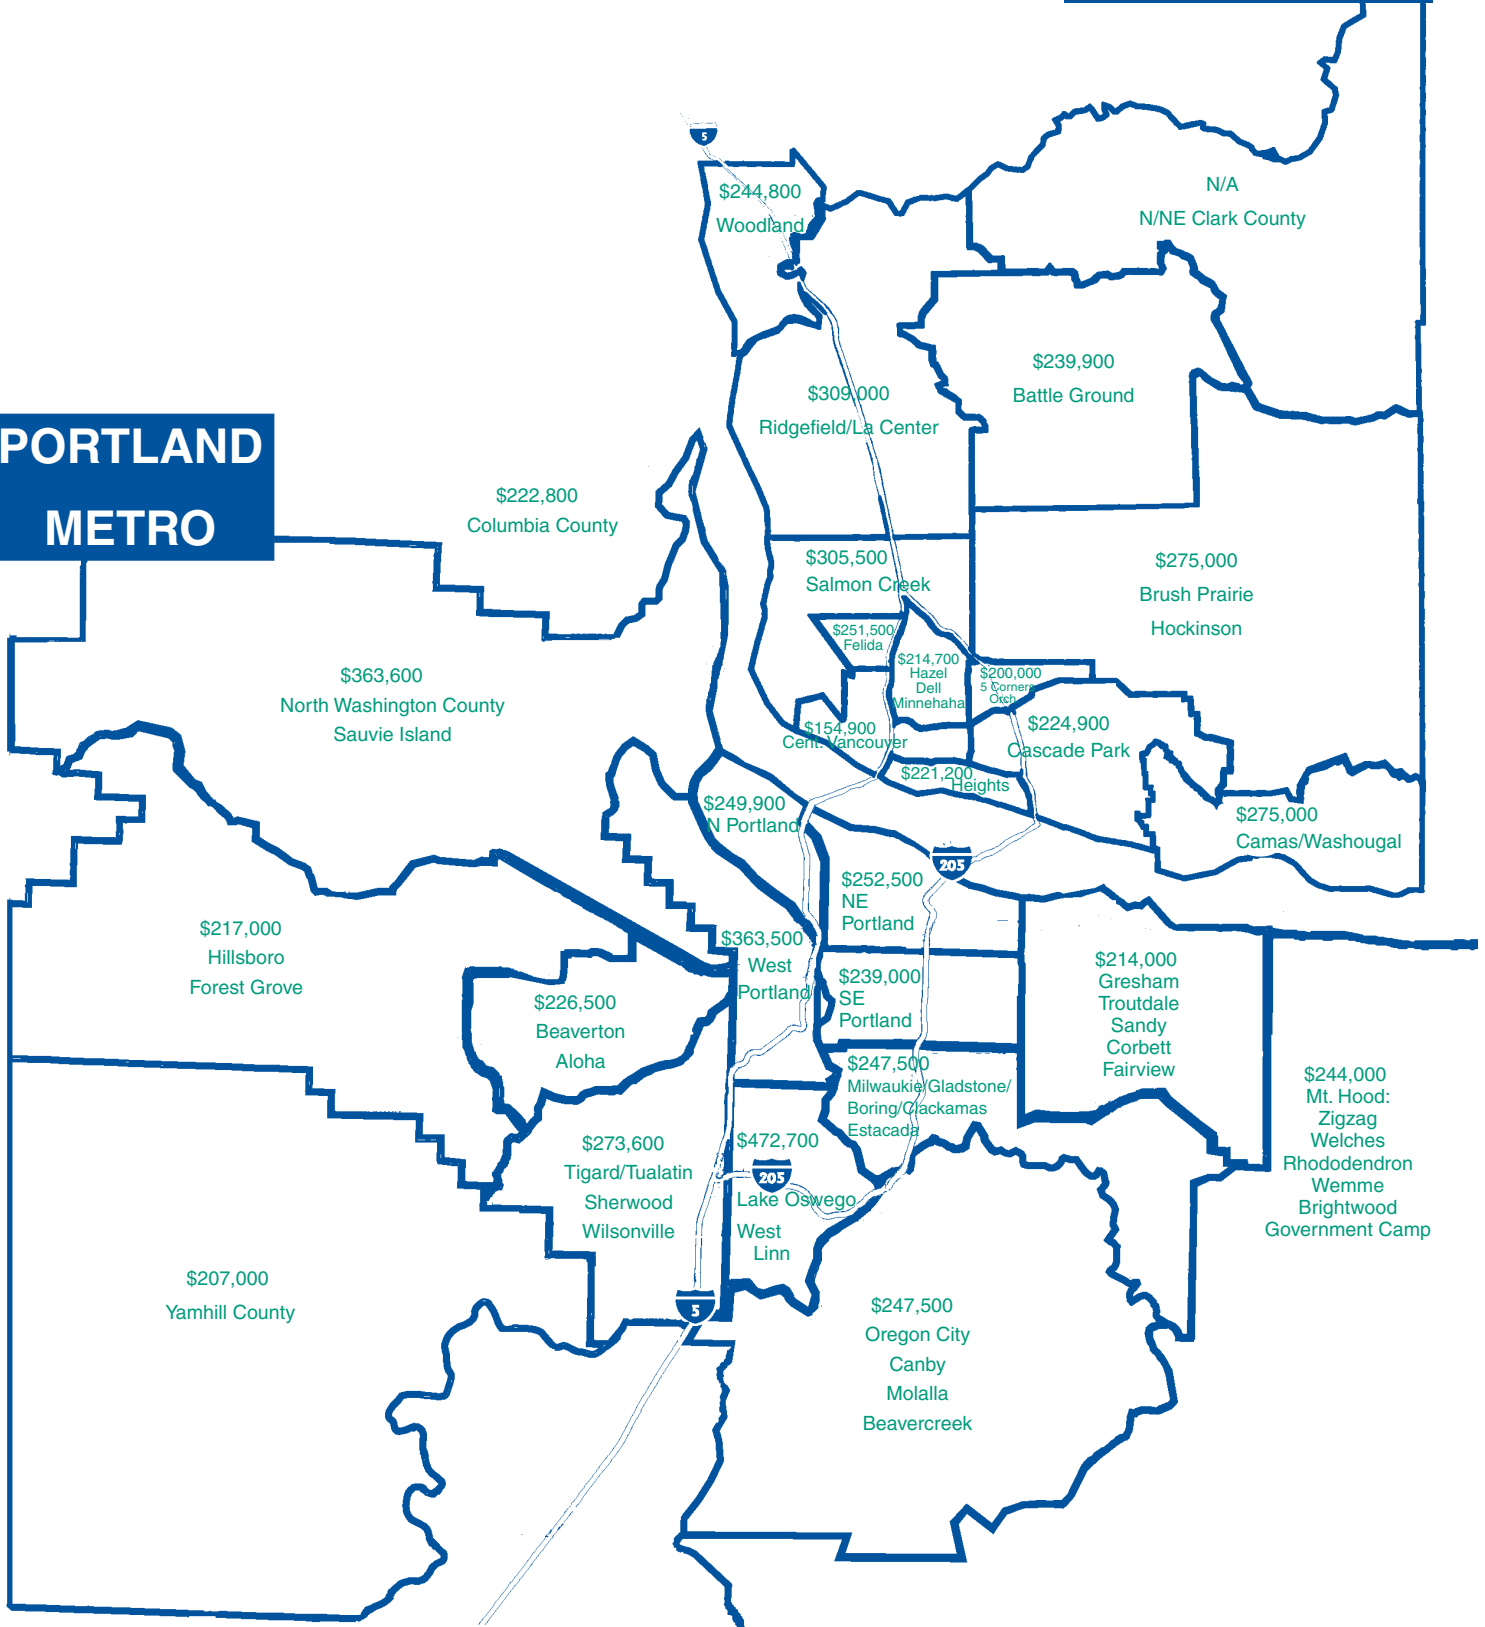 5
$244,800
Woodland
N/A
N/NE Clark County
$239,900
Battle Ground
$309,000
Ridgefield/La Center
PORTLAND
METRO
$222,800
Columbia County
$305,500
Salmon Creek
$275,000
Brush Prairie
Hockinson
$251,500
Felida
$214,700
Hazel
Dell
Minnehaha
$200,000
5 Corners
Orch
$363,600
North Washington County
Sauvie Island
$154,900
Cent. Vancouver
$224,900
Cascade Park
$221,200
Heights
$249,900
N Portland
$275,000
Camas/Washougal
205
$252,500
NE
Portland
$217,000
Hillsboro
Forest Grove
$363,500
West
Portland
$239,000
SE
Portland
$214,000
Gresham
Troutdale
Sandy
Corbett
Fairview
$226,500
Beaverton
Aloha
$247,500
Milwaukie/Gladstone/
Boring/Clackamas
Estacada
$244,000
Mt. Hood:
Zigzag
Welches
Rhododendron
Wemme
Brightwood
Government Camp
$273,600
Tigard/Tualatin
Sherwood
Wilsonville
$472,700
205
Lake Oswego
West
Linn
$207,000
Yamhill County
5
$247,500
Oregon City
Canby
Molalla
Beavercreek